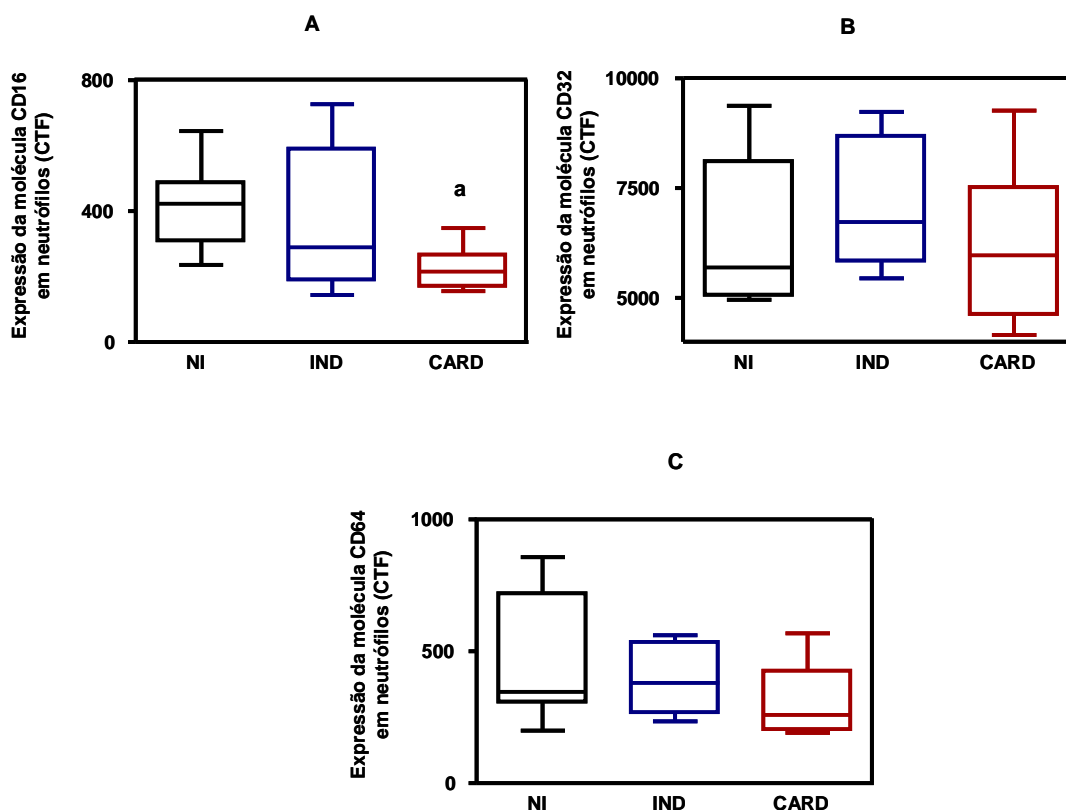 A
Expressão da molécula CD16
em neutrófilos (CTF)
800
400
0
a
NI IND CARD
B
Expressão da molécula CD32
em neutrófilos (CTF)
10000
7500
5000
NI IND CARD
C
Expressão da molécula CD64
em neutrófilos (CTF)
1000
500
0
NI IND CARD